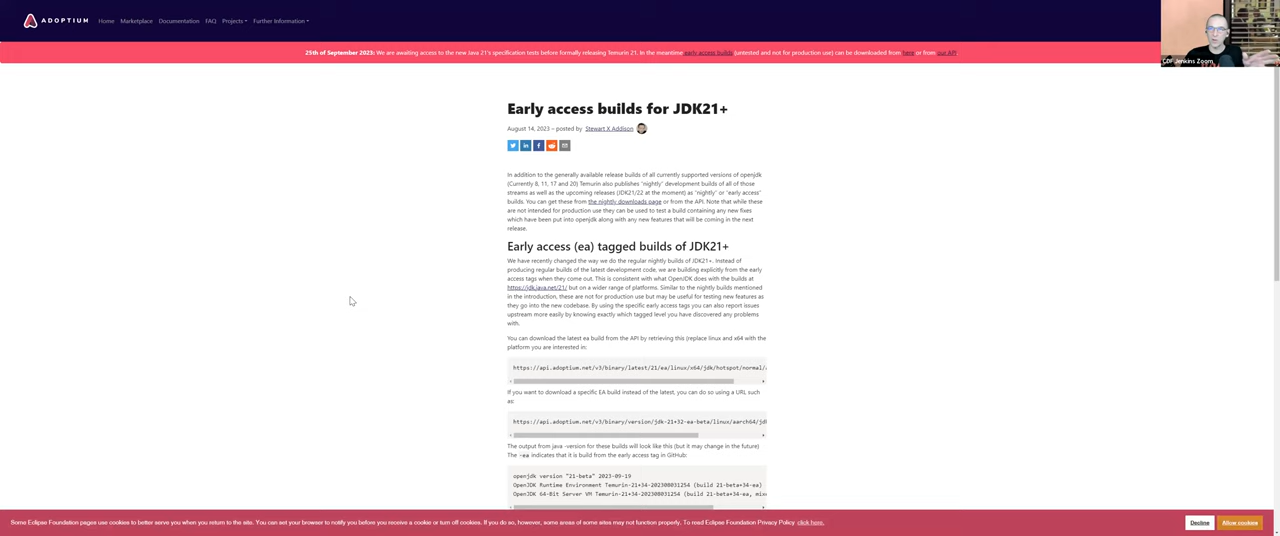 ADOPTIUM
Home Marketplace Documentation FAQ Projects Further Information
25th of September 2023: We are awaiting access to the new Java 21's specification tests before formally releasing Temurin 21. In the meantime early access builds (untested and not for production use) can be downloaded from here or from our API
CDF Jenkins Zoom
Early access builds for JDK21+
August 14, 2023 – posted by Stewart X Addison
In addition to the generally available release builds of all currently supported versions of openjdk
(Currently 8, 11, 17 and 20) Temurin also publishes "nightly" development builds of all of those
streams as well as the upcoming releases (JDK21/22 at the moment) as "nightly" or "early access"
builds. You can get these from the nightly downloads page or from the API. Note that while these
are not intended for production use they can be used to test a build containing any new fixes
which have been put into openjdk along with any new features that will be coming in the next
release.
Early access (ea) tagged builds of JDK21+
We have recently changed the way we do the regular nightly builds of JDK21+. Instead of
producing regular builds of the latest development code, we are building explicitly from the early
access tags when they come out. This is consistent with what OpenJDK does with the builds at
https://jdk.java.net/21/ but on a wider range of platforms. Similar to the nightly builds mentioned
in the introduction, these are not for production use but may be useful for testing new features as
they go into the new codebase. By using the specific early access tags you can also report issues
upstream more easily by knowing exactly which tagged level you have discovered any problems
with.
You can download the latest ea build from the API by retrieving this (replace linux and x64 with the
platform you are interested in:
https://api.adoptium.net/v3/binary/latest/21/ea/linux/x64/jdk/hotspot/normal/
If you want to download a specific EA build instead of the latest, you can do so using a URL such
as:
https://api.adoptium.net/v3/binary/version/jdk-21+32-ea-beta/linux/aarch64/jd
The output from java -version for these builds will look like this (but it may change in the future)
The -ea indicates that it is build from the early access tag in GitHub:
openjdk version "21-beta" 2023-09-19
OpenJDK Runtime Environment Temurin-21+34-202308031254 (build 21-beta+34-ea)
OpenJDK 64-Bit Server VM Temurin-21+34-202308031254 (build 21-beta+34-ea, mixe
Some Eclipse Foundation pages use cookies to better serve you when you return to the site. You can set your browser to notify you before you receive a cookie or turn off cookies. If you do so, however, some areas of some sites may not function properly. To read Eclipse Foundation Privacy Policy click here.
Decline Allow cookies